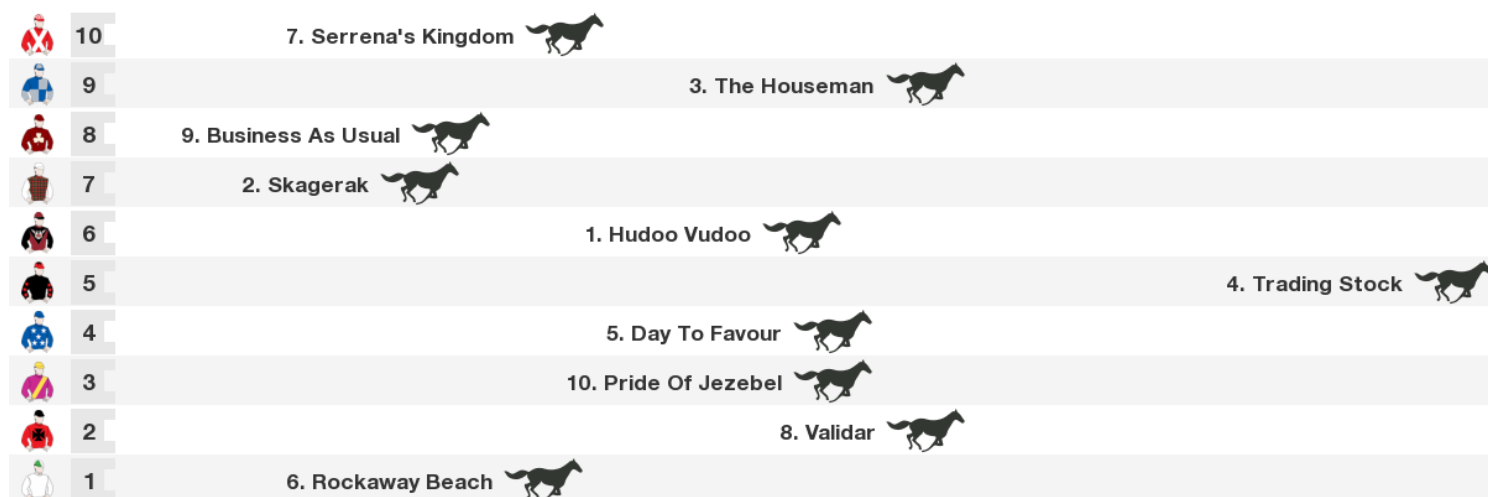 10 7. Serrena's Kingdom
9 3. The Houseman
8 9. Business As Usual
7 2. Skagerak
6 1. Hudoo Vudoo
5 4. Trading Stock
4 5. Day To Favour
3 10. Pride Of Jezebel
2 8. Validar
1 6. Rockaway Beach